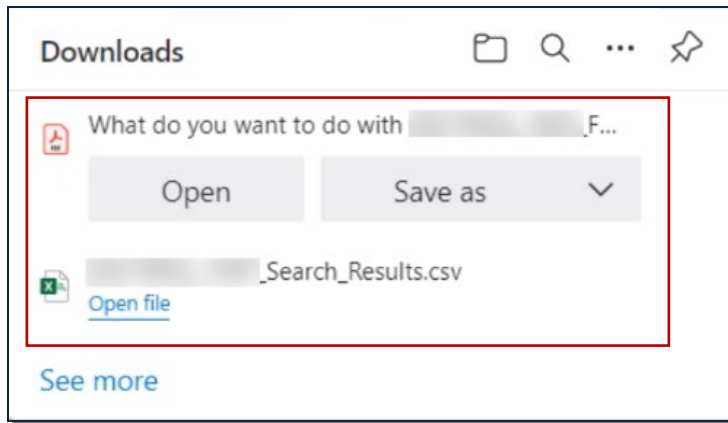 Downloads
What do you want to do with _F...
Open
Save as
_Search_Results.csv
Open file
See more